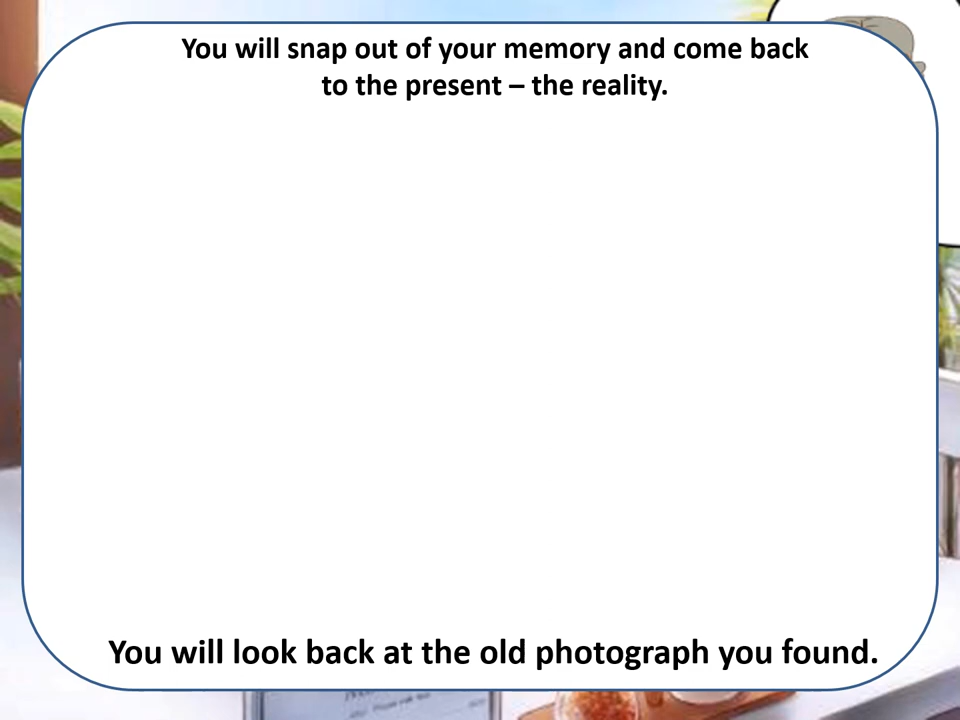 You will snap out of your memory and come back
to the present – the reality.
You will look back at the old photograph you found.